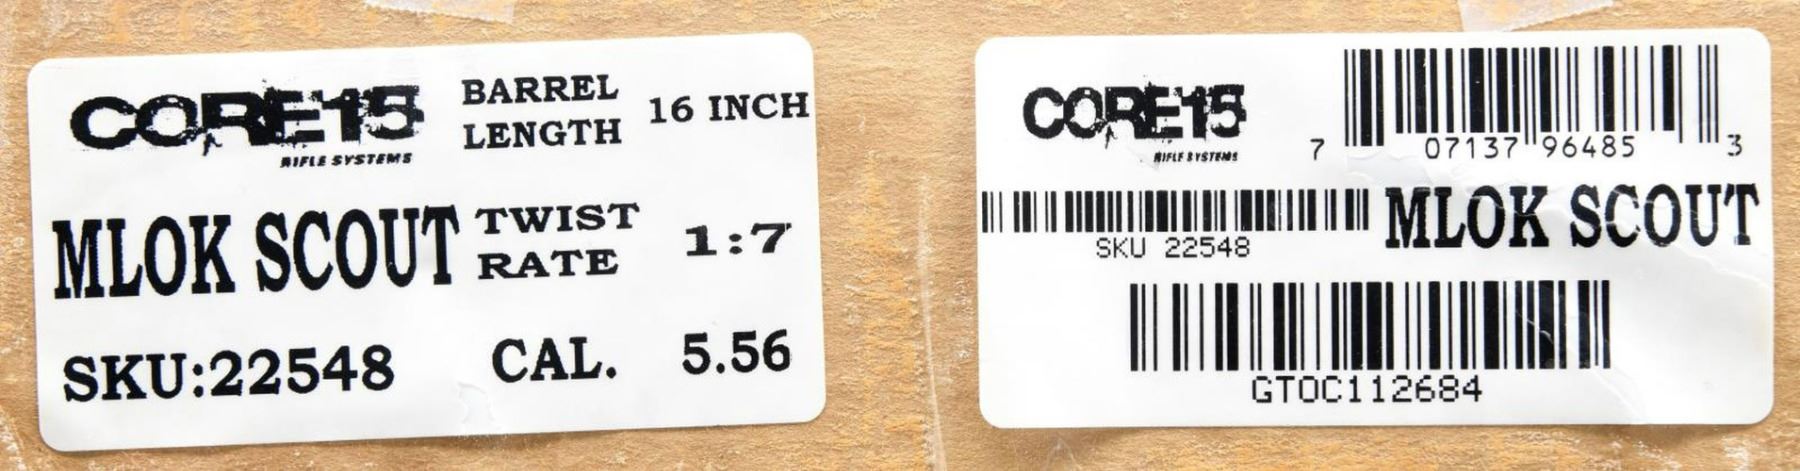 CORE15
RIFLE SYSTEMS
BARREL
LENGTH
16 INCH
MLOK SCOUT
TWIST
RATE
1:7
SKU:22548
CAL.
5.56
CORE15
RIFLE SYSTEMS
7 07137 96485 3
SKU 22548
MLOK SCOUT
GTOC112684